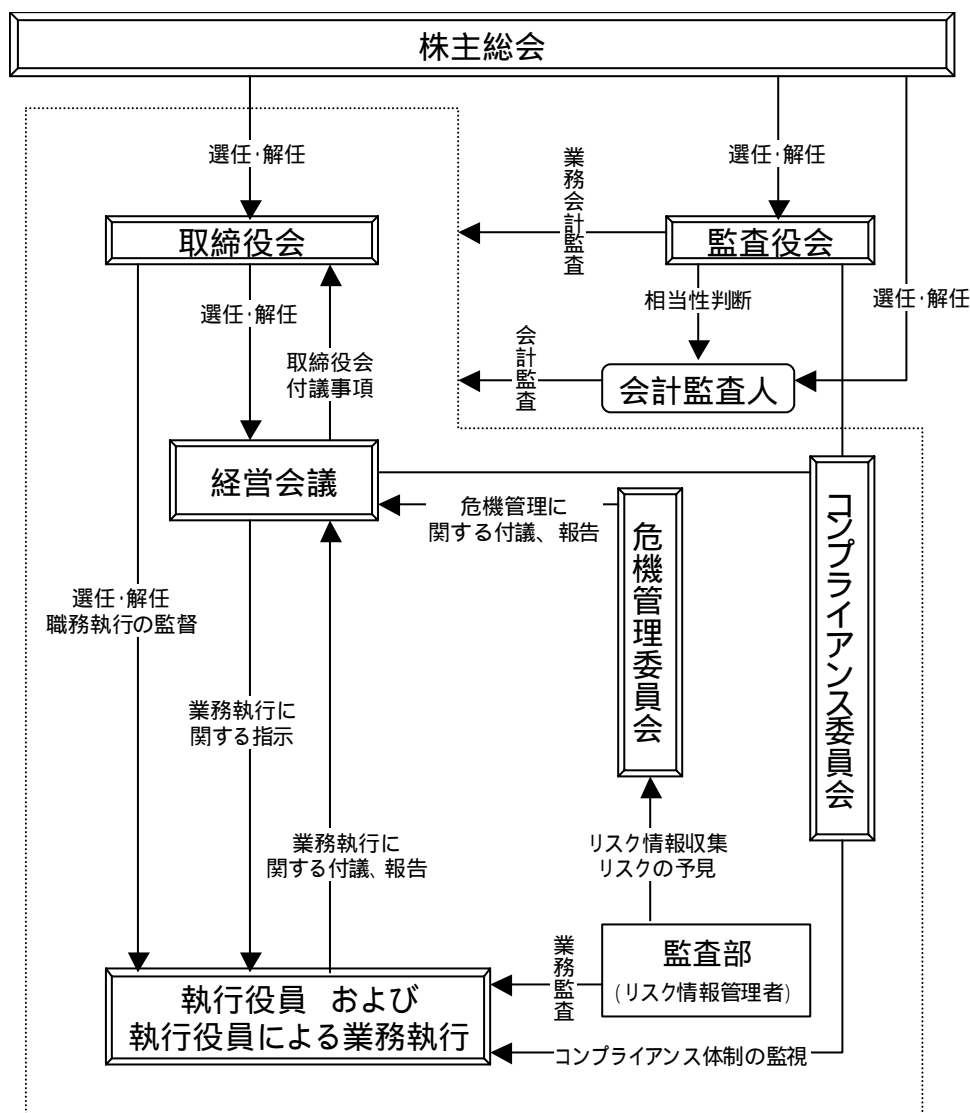 株主総会
選任・解任
業務会計監査
選任・解任
取締役会
監査役会
選任・解任
相当性判断
選任・解任
取締役会
付議事項
会計監査
会計監査人
経営会議
危機管理に
関する付議、報告
危機管理委員会
コンプライアンス委員会
選任・解任
職務執行の監督
業務執行に
関する指示
業務執行に
関する付議、報告
リスク情報収集
リスクの予見
業務監査
監査部
(リスク情報管理者)
執行役員 および
執行役員による業務執行
コンプライアンス体制の監視